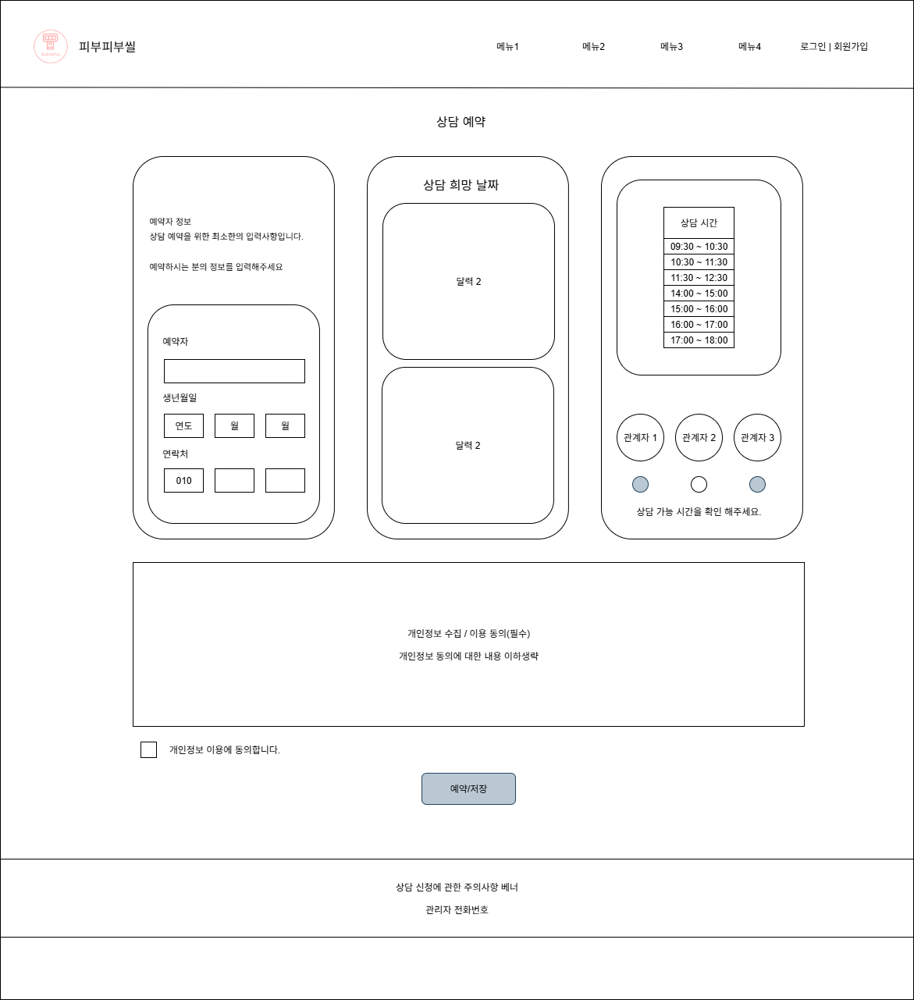 피부피부씰
메뉴1
메뉴2
메뉴3
메뉴4
로그인 | 회원가입
상담 예약
예약자 정보
상담 예약을 위한 최소한의 입력사항입니다.
예약하시는 분의 정보를 입력해주세요
예약자
생년월일
연도
월
월
연락처
010
상담 희망 날짜
달력 2
달력 2
상담 시간
09:30 ~ 10:30
10:30 ~ 11:30
11:30 ~ 12:30
14:00 ~ 15:00
15:00 ~ 16:00
16:00 ~ 17:00
17:00 ~ 18:00
관계자 1
관계자 2
관계자 3
상담 가능 시간을 확인 해주세요.
개인정보 수집 / 이용 동의(필수)
개인정보 동의에 대한 내용 이하생략
개인정보 이용에 동의합니다.
예약/저장
상담 신청에 관한 주의사항 베너
관리자 전화번호